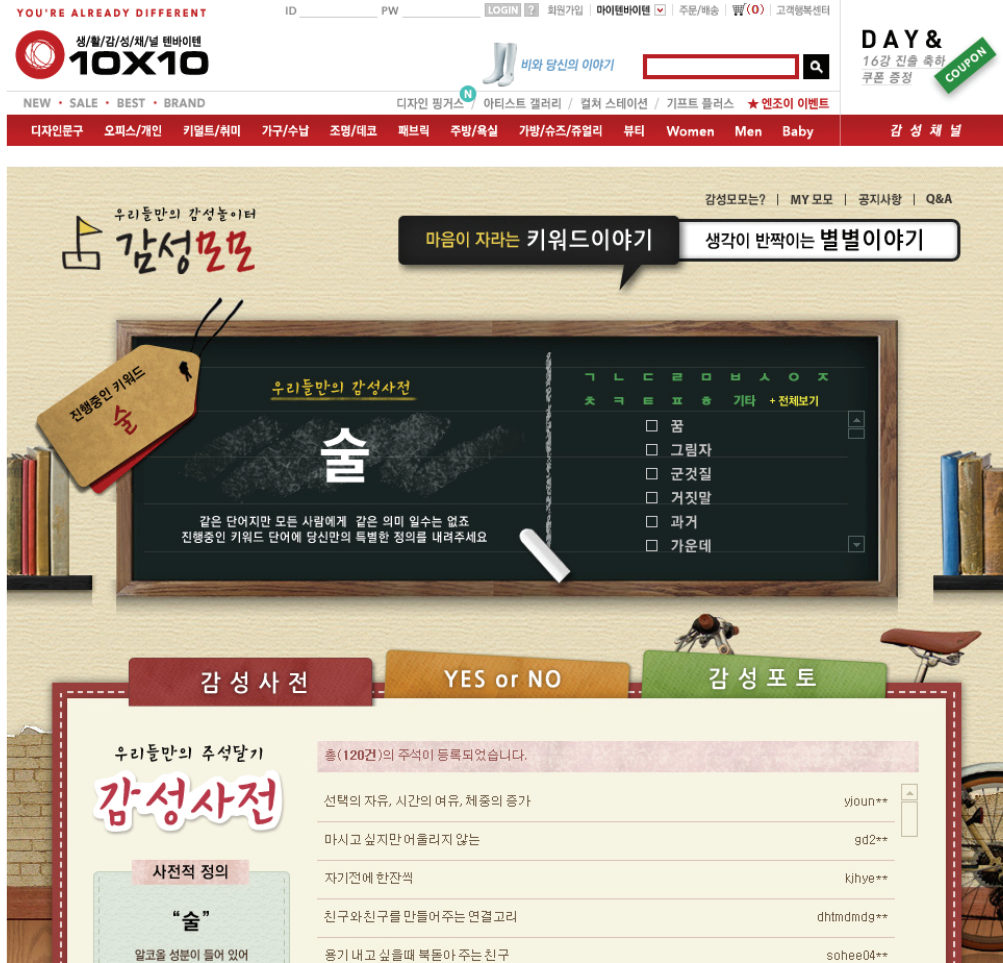 YOU'RE ALREADY DIFFERENT
ID PW LOGIN ? 회원가입 마이텐바이텐 주문/배송 (0) 고객행복센터
생/활/감/성/채/널 텐바이텐
10X10
비와 당신의 이야기
DAY&
16강 진출 축하
쿠폰 증정
COUPON
NEW • SALE • BEST • BRAND
디자인 핑거스 / 아티스트 갤러리 / 컬쳐 스테이션 / 기프트 플러스 ★ 엔조이 이벤트
N
디자인문구 오피스/개인 키덜트/취미 가구/수납 조명/데코 패브릭 주방/욕실 가방/슈즈/쥬얼리 뷰티 Women Men Baby 감성채널
감성모모는? | MY 모모 | 공지사항 | Q&A
우리들만의 감성놀이터
감성모모
마음이 자라는 키워드이야기
생각이 반짝이는 별별이야기
진행중인 키워드
술
우리들만의 감성사전
술
같은 단어지만 모든 사람에게 같은 의미 일수는 없죠
진행중인 키워드 단어에 당신만의 특별한 정의를 내려주세요
ㄱ ㄴ ㄷ ㄹ ㅁ ㅂ ㅅ ㅇ ㅈ
ㅊ ㅋ ㅌ ㅍ ㅎ 기타 + 전체보기
꿈
그림자
군것질
거짓말
과거
가운데
감성사전
YES or NO
감성포토
우리들만의 주석달기
감성사전
사전적 정의
“술”
알코올 성분이 들어 있어
총(120건)의 주석이 등록되었습니다.
선택의 자유, 시간의 여유, 체중의 증가 yjoun**
마시고 싶지만 어울리지 않는 gd2**
자기전에 한잔씩 kjhye**
친구와 친구를 만들어 주는 연결고리 dhtmdmdg**
용기 내고 싶을때 북돋아 주는 친구 sohee04**